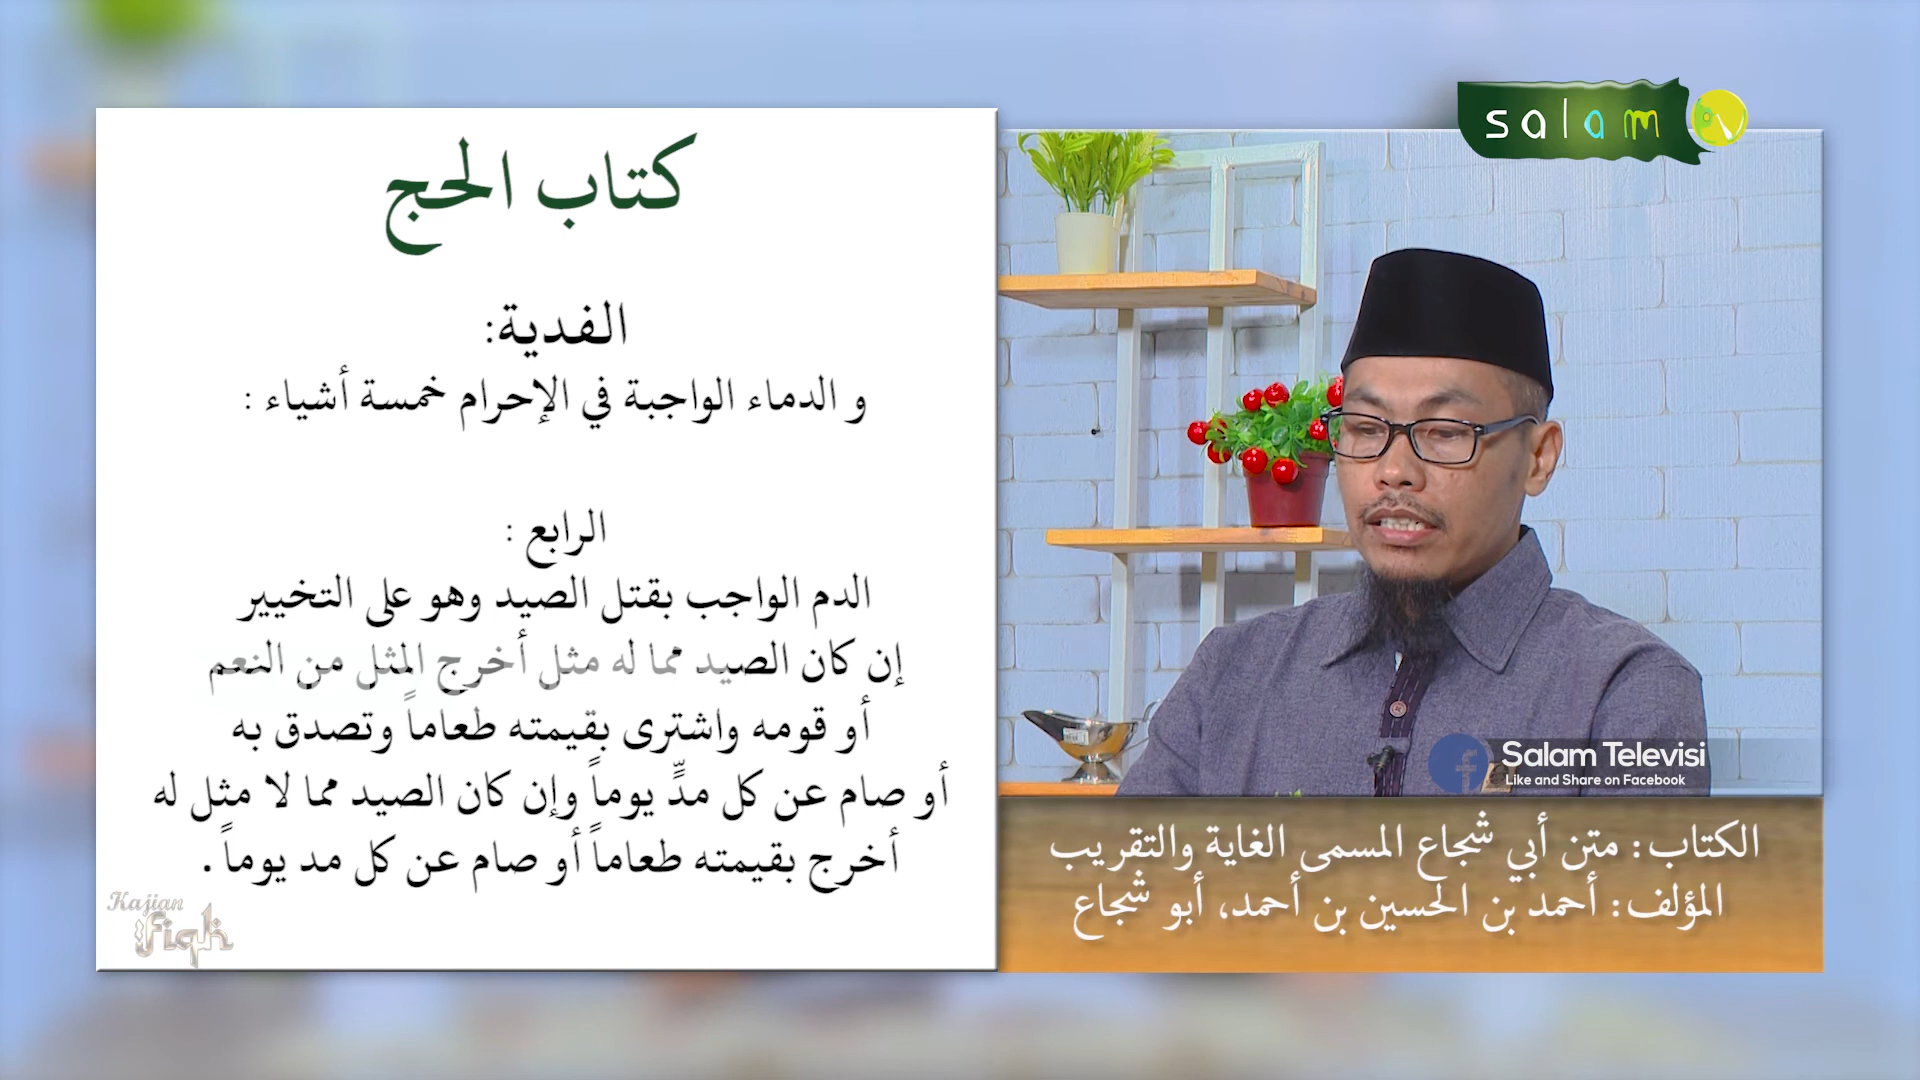 كتاب الحج
الفدية:
و الدماء الواجبة في الإحرام خمسة أشياء :
الرابع :
الدم الواجب بقتل الصيد وهو على التخيير
إن كان الصيد مما له مثل أخرج المثل من النعم
أو قومه واشترى بقيمته طعاماً وتصدق به
أو صام عن كل مدٍّ يوماً وإن كان الصيد مما لا مثل له
أخرج بقيمته طعاماً أو صام عن كل مد يوماً .
Kajian
fiqh
salam
Salam Televisi
Like and Share on Facebook
الكتاب: متن أبي شجاع المسمى الغاية والتقريب
المؤلف: أحمد بن الحسين بن أحمد، أبو شجاع